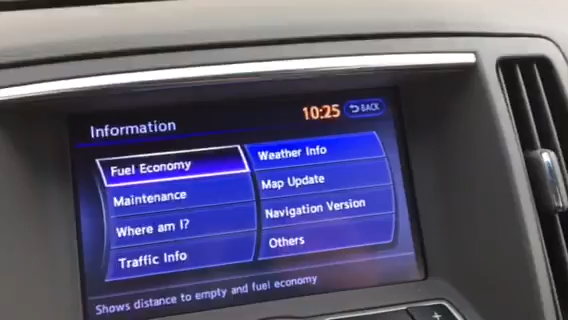 Information
10:25
BACK
Fuel Economy
Maintenance
Where am I?
Traffic Info
Weather Info
Map Update
Navigation Version
Others
Shows distance to empty and fuel economy
+